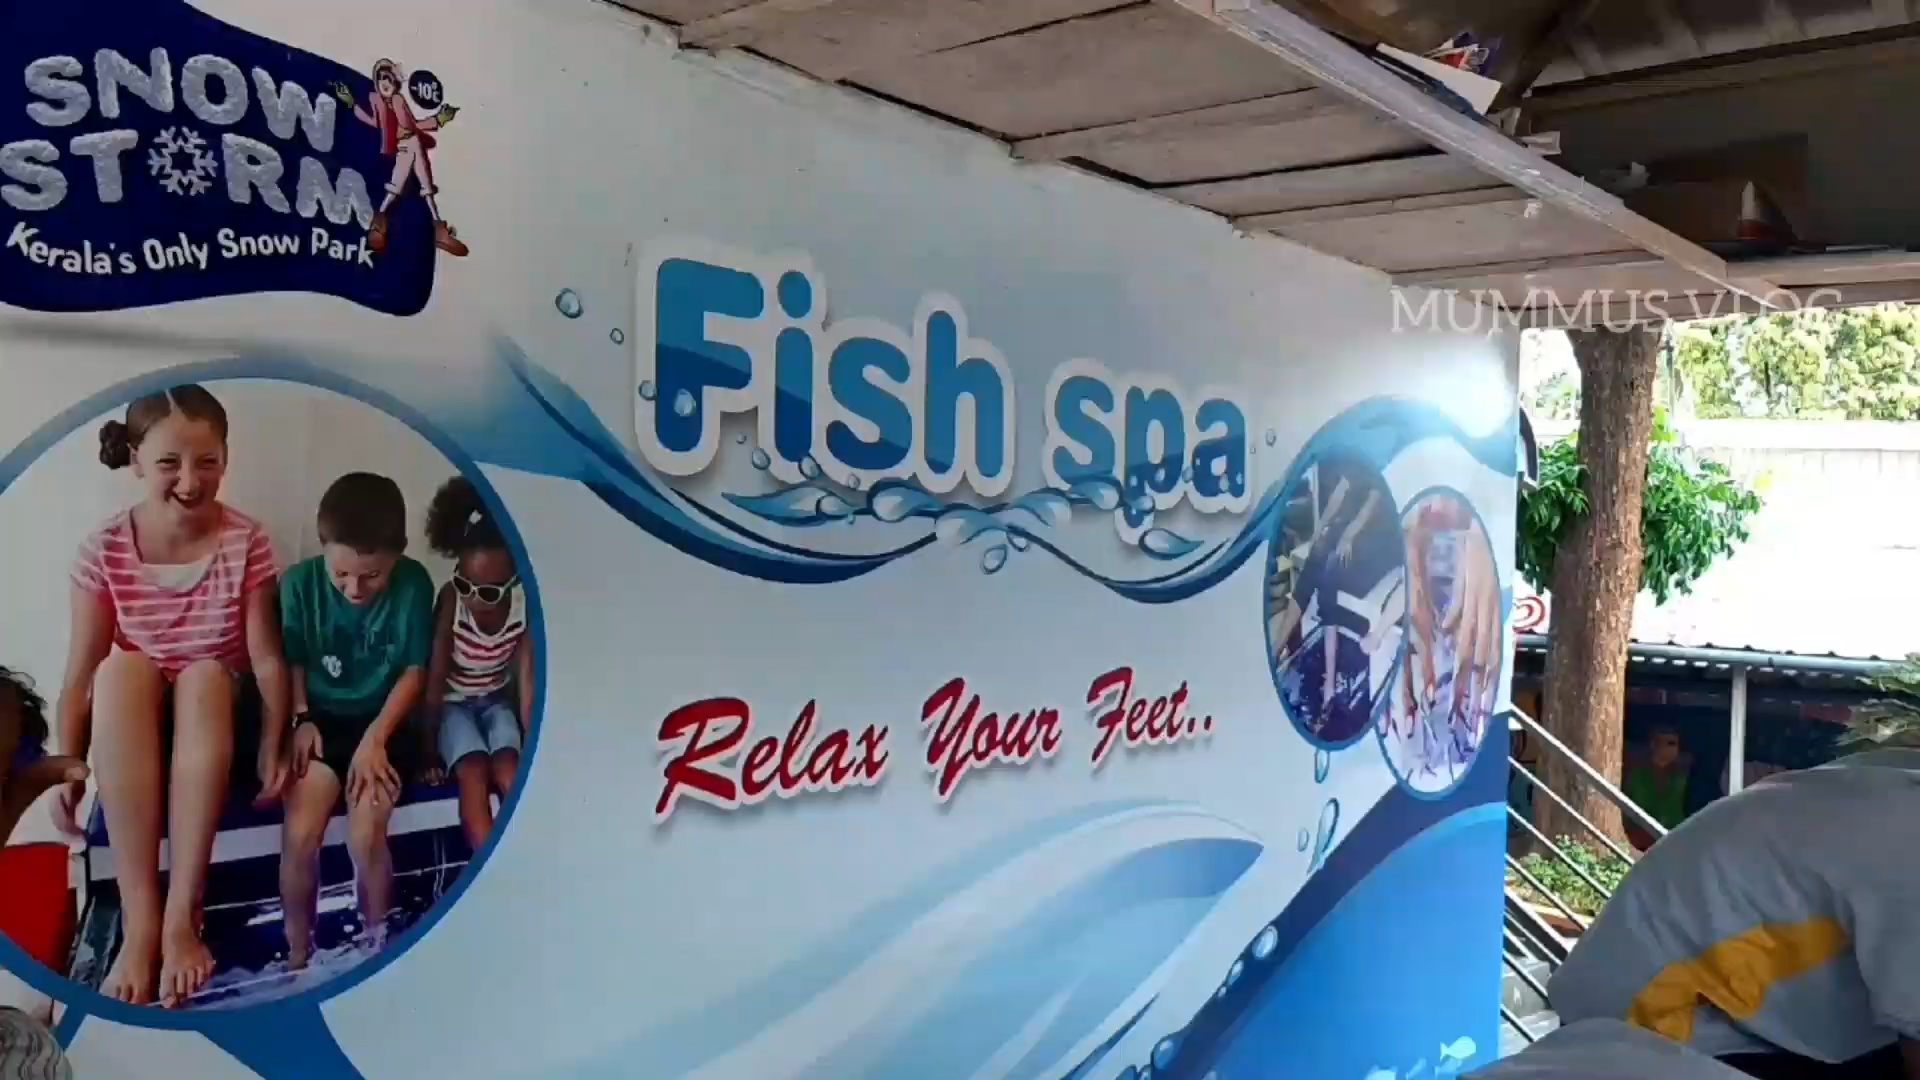 SNOW
STORM
-10°C
Kerala's Only Snow Park
Fish spa
MUMMUS VLOG
Relax Your Feet..